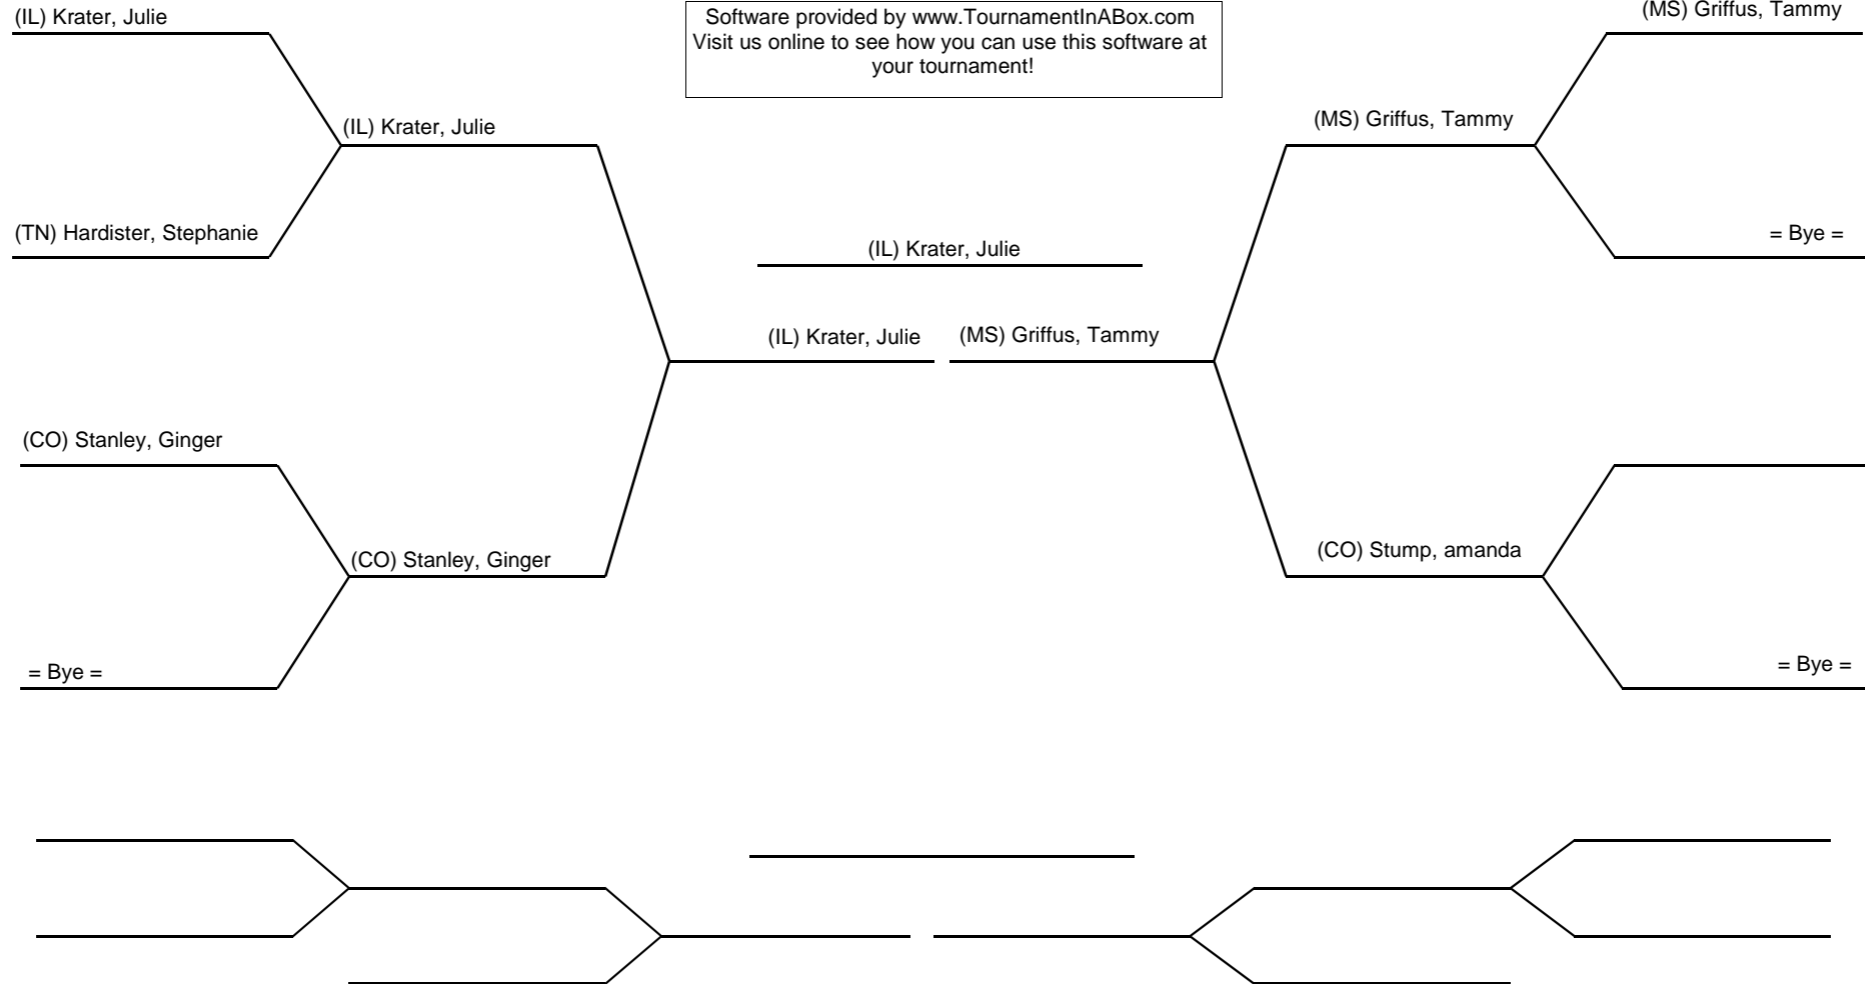 (IL) Krater, Julie
Software provided by www.TournamentInABox.com
Visit us online to see how you can use this software at
your tournament!
(MS) Griffus, Tammy
(IL) Krater, Julie
(MS) Griffus, Tammy
(TN) Hardister, Stephanie
(IL) Krater, Julie
= Bye =
(IL) Krater, Julie
(MS) Griffus, Tammy
(CO) Stanley, Ginger
(CO) Stanley, Ginger
(CO) Stump, amanda
= Bye =
= Bye =